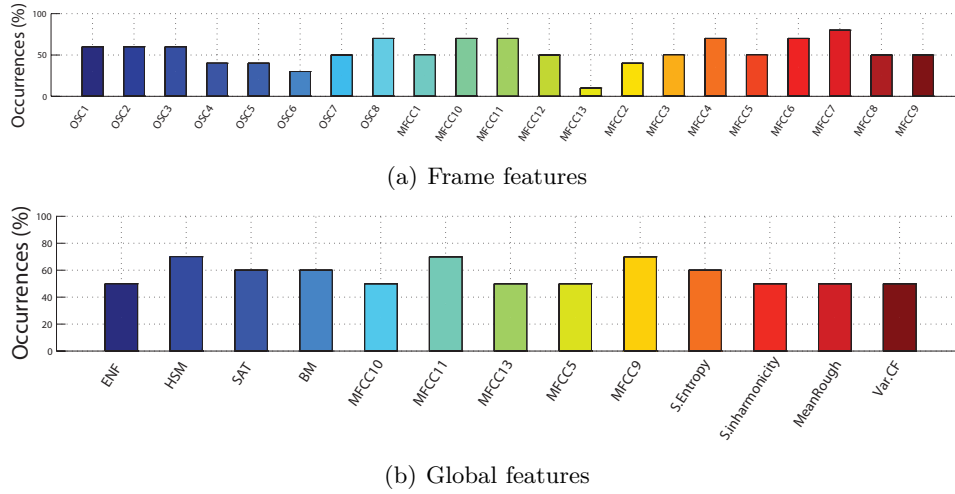 Occurrences (%)
100
50
0
OSC1
OSC2
OSC3
OSC4
OSC5
OSC6
OSC7
OSC8
MFCC1
MFCC10
MFCC11
MFCC12
MFCC13
MFCC2
MFCC3
MFCC4
MFCC5
MFCC6
MFCC7
MFCC8
MFCC9
(a) Frame features
Occurrences (%)
100
80
60
40
20
0
ENF
HSM
SAT
BM
MFCC10
MFCC11
MFCC13
MFCC5
MFCC9
S.Entropy
S.inharmonicity
MeanRough
Var.CF
(b) Global features